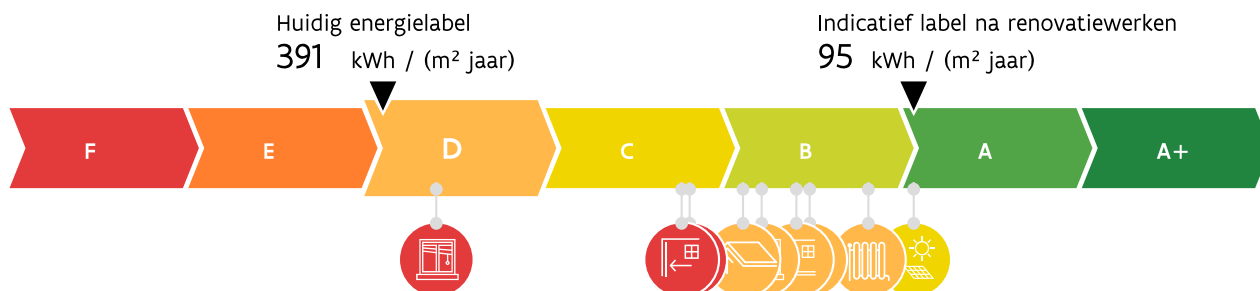 Huidig energielabel
391 kWh / (m² jaar)
Indicatief label na renovatiewerken
95 kWh / (m² jaar)
F E D C B A A+